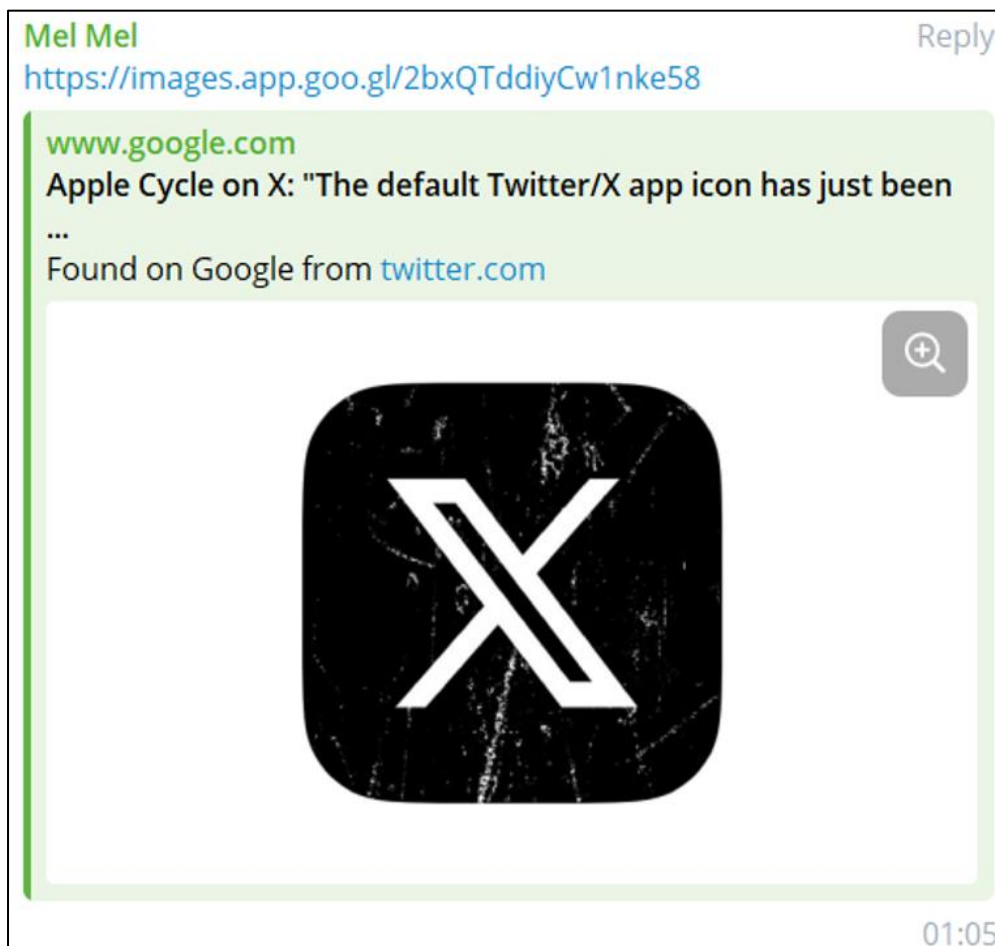 Mel Mel
Reply
https://images.app.goo.gl/2bxQTddiyCw1nke58
www.google.com
Apple Cycle on X: "The default Twitter/X app icon has just been
...
Found on Google from twitter.com
X
01:05